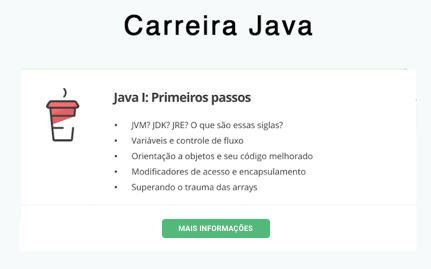 Carreira Java
Java I: Primeiros passos
• JVM? JDK? JRE? O que são essas siglas?
• Variáveis e controle de fluxo
• Orientação a objetos e seu código melhorado
• Modificadores de acesso e encapsulamento
• Superando o trauma das arrays
MAIS INFORMAÇÕES